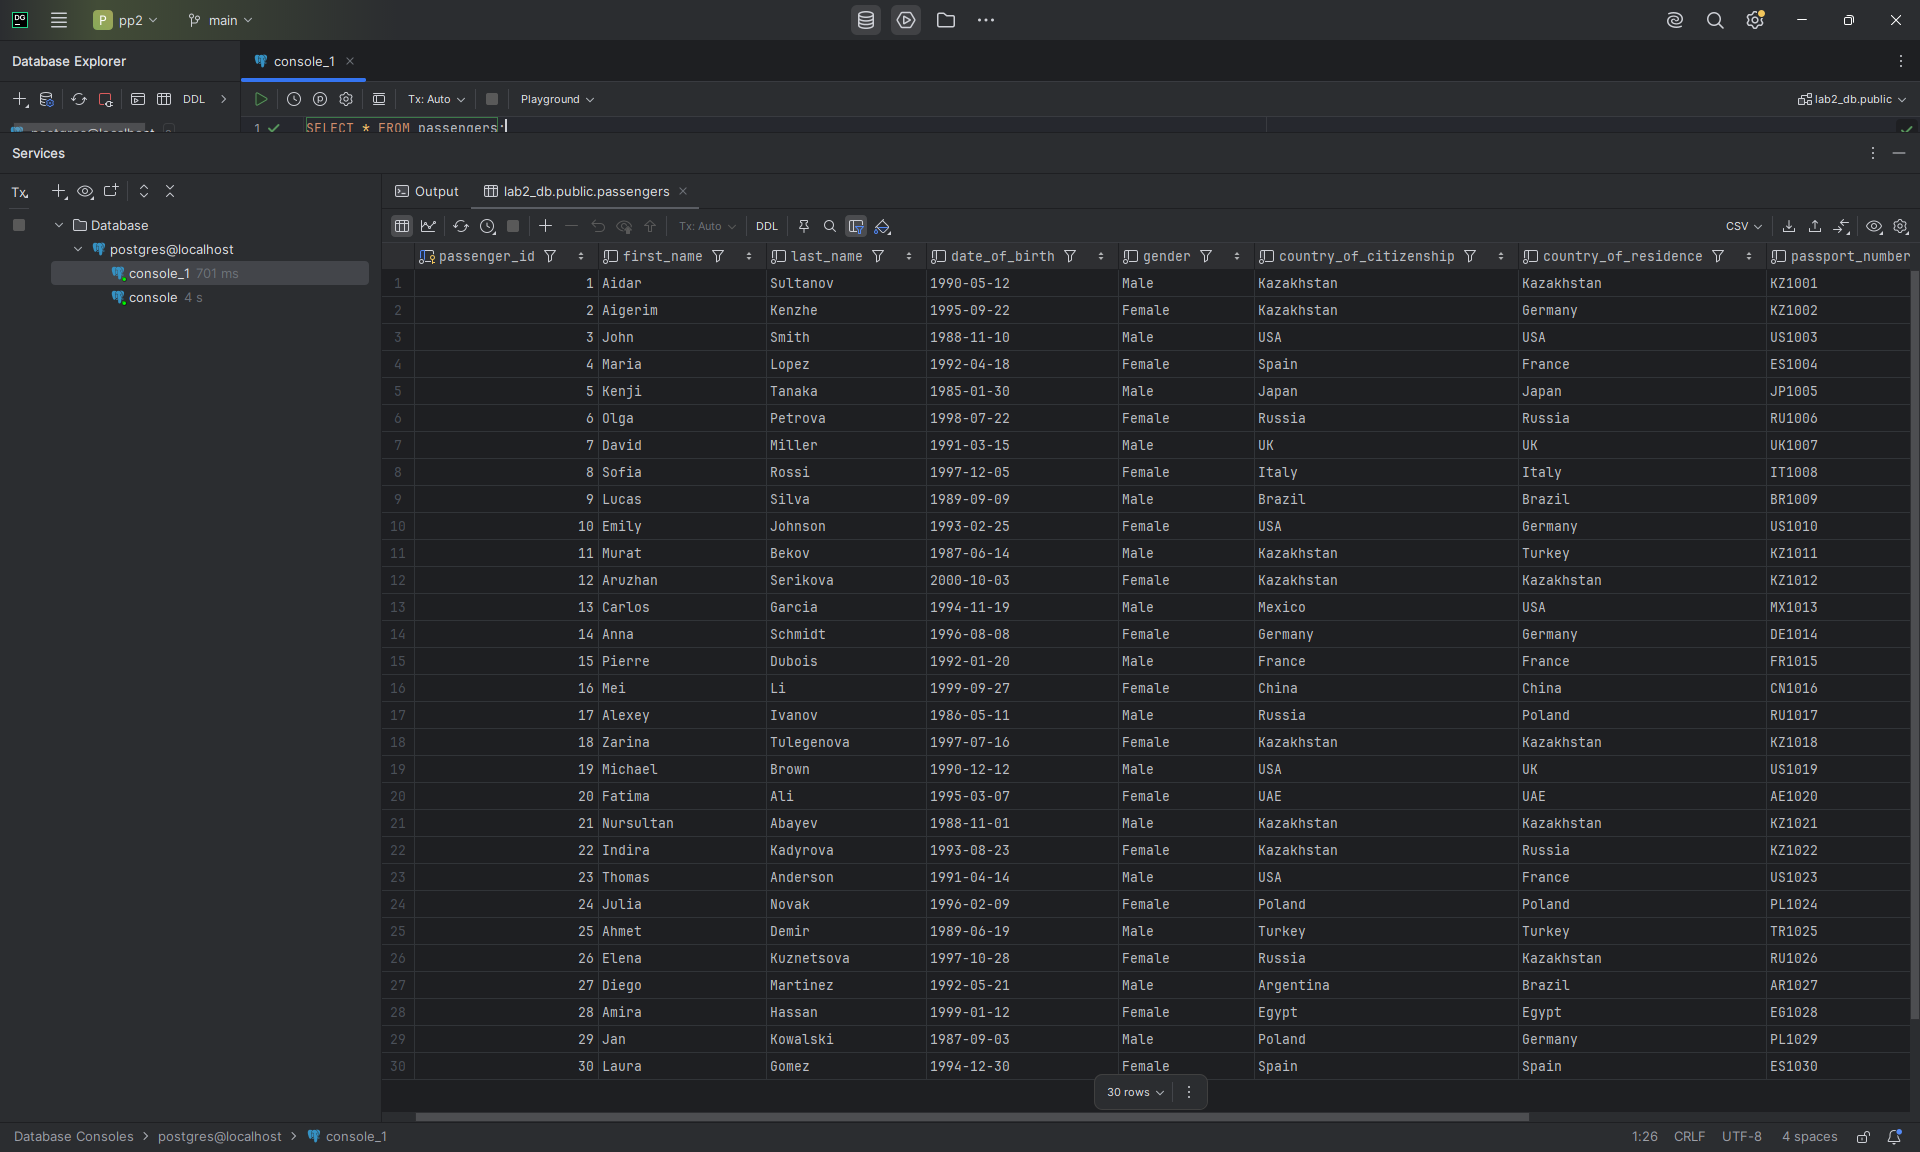 DG P pp2 main
Database Explorer console_1
DDL Tx: Auto Playground lab2_db.public
postgres@localhost 1 SELECT * FROM passengers;
Services
Tx Output lab2_db.public.passengers
Database Tx: Auto DDL CSV
postgres@localhost
console_1 701 ms
console 4 s
passenger_id first_name last_name date_of_birth gender country_of_citizenship country_of_residence passport_number
1 1 Aidar Sultanov 1990-05-12 Male Kazakhstan Kazakhstan KZ1001
2 2 Aigerim Kenzhe 1995-09-22 Female Kazakhstan Germany KZ1002
3 3 John Smith 1988-11-10 Male USA USA US1003
4 4 Maria Lopez 1992-04-18 Female Spain France ES1004
5 5 Kenji Tanaka 1985-01-30 Male Japan Japan JP1005
6 6 Olga Petrova 1998-07-22 Female Russia Russia RU1006
7 7 David Miller 1991-03-15 Male UK UK UK1007
8 8 Sofia Rossi 1997-12-05 Female Italy Italy IT1008
9 9 Lucas Silva 1989-09-09 Male Brazil Brazil BR1009
10 10 Emily Johnson 1993-02-25 Female USA Germany US1010
11 11 Murat Bekov 1987-06-14 Male Kazakhstan Turkey KZ1011
12 12 Aruzhan Serikova 2000-10-03 Female Kazakhstan Kazakhstan KZ1012
13 13 Carlos Garcia 1994-11-19 Male Mexico USA MX1013
14 14 Anna Schmidt 1996-08-08 Female Germany Germany DE1014
15 15 Pierre Dubois 1992-01-20 Male France France FR1015
16 16 Mei Li 1999-09-27 Female China China CN1016
17 17 Alexey Ivanov 1986-05-11 Male Russia Poland RU1017
18 18 Zarina Tulegenova 1997-07-16 Female Kazakhstan Kazakhstan KZ1018
19 19 Michael Brown 1990-12-12 Male USA UK US1019
20 20 Fatima Ali 1995-03-07 Female UAE UAE AE1020
21 21 Nursultan Abayev 1988-11-01 Male Kazakhstan Kazakhstan KZ1021
22 22 Indira Kadyrova 1993-08-23 Female Kazakhstan Russia KZ1022
23 23 Thomas Anderson 1991-04-14 Male USA France US1023
24 24 Julia Novak 1996-02-09 Female Poland Poland PL1024
25 25 Ahmet Demir 1989-06-19 Male Turkey Turkey TR1025
26 26 Elena Kuznetsova 1997-10-28 Female Russia Kazakhstan RU1026
27 27 Diego Martinez 1992-05-21 Male Argentina Brazil AR1027
28 28 Amira Hassan 1999-01-12 Female Egypt Egypt EG1028
29 29 Jan Kowalski 1987-09-03 Male Poland Germany PL1029
30 30 Laura Gomez 1994-12-30 Female Spain Spain ES1030
30 rows
Database Consoles > postgres@localhost > console_1 1:26 CRLF UTF-8 4 spaces